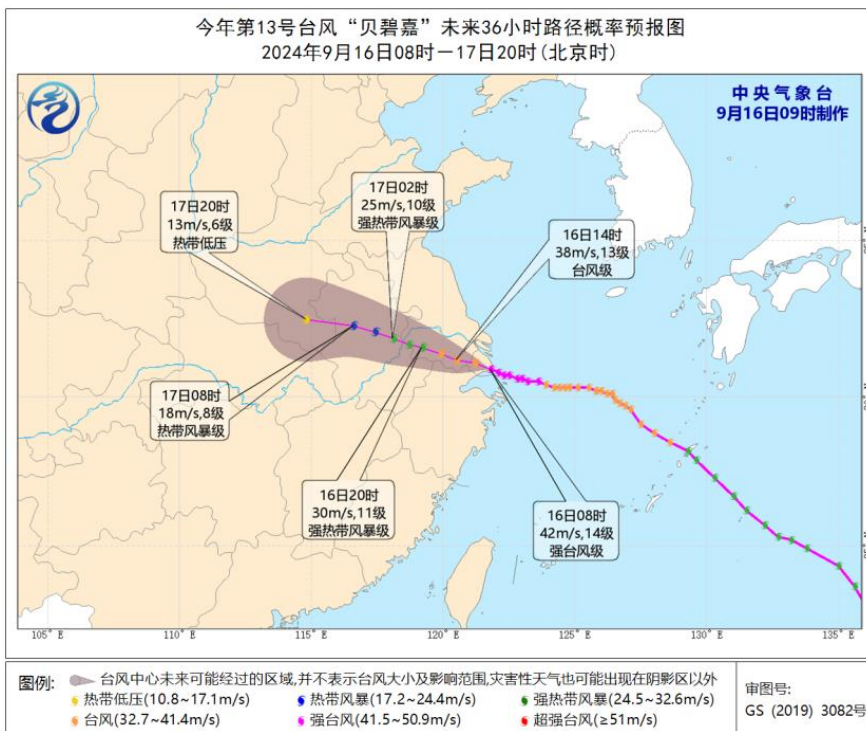 今年第13号台风“贝碧嘉”未来36小时路径概率预报图
2024年9月16日08时－17日20时(北京时)
中央气象台
9月16日09时制作
17日20时
13m/s,6级
热带低压
17日02时
25m/s,10级
强热带风暴级
16日14时
38m/s,13级
台风级
17日08时
18m/s,8级
热带风暴级
16日20时
30m/s,11级
强热带风暴级
16日08时
42m/s,14级
强台风级
105° E
110° E
115° E
120° E
125° E
130° E
135° E
图例:
台风中心未来可能经过的区域,并不表示台风大小及影响范围,灾害性天气也可能出现在阴影区以外
热带低压(10.8~17.1m/s)
热带风暴(17.2~24.4m/s)
强热带风暴(24.5~32.6m/s)
台风(32.7~41.4m/s)
强台风(41.5~50.9m/s)
超强台风(≥51m/s)
审图号:
GS (2019) 3082号